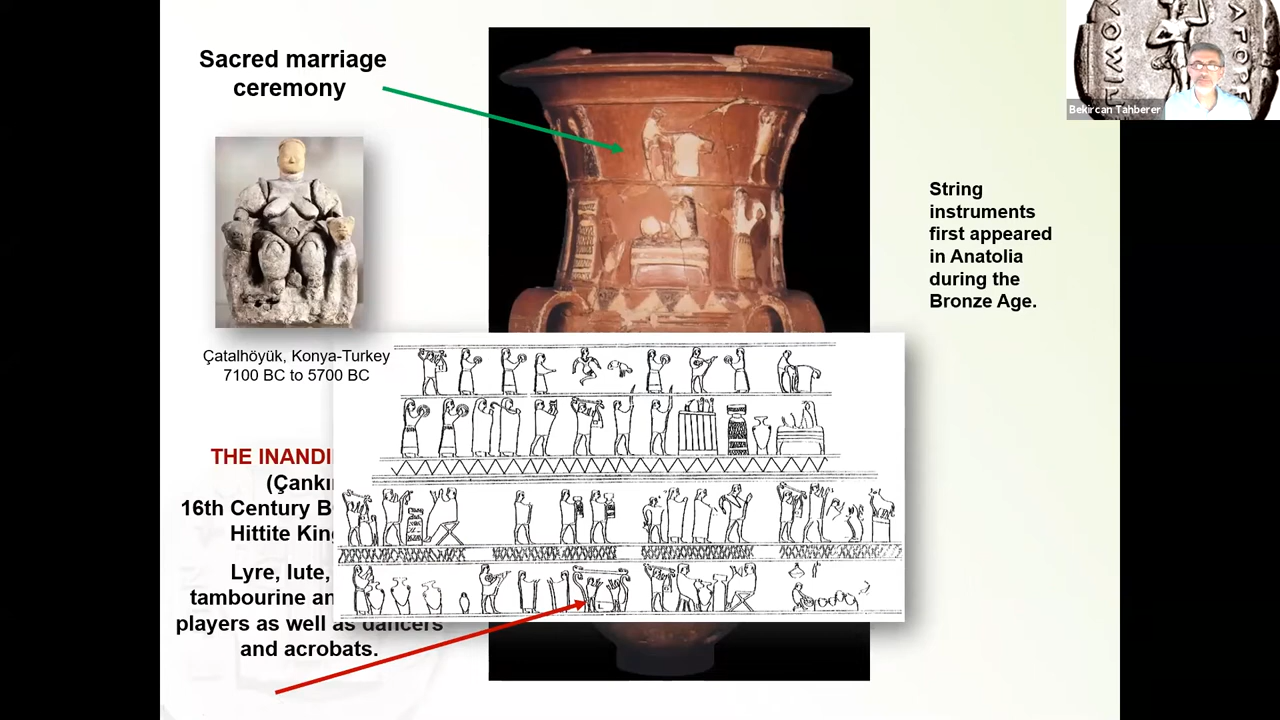 Sacred marriage
ceremony
Çatalhöyük, Konya-Turkey
7100 BC to 5700 BC
THE INANDI
(Çankır
16th Century B
Hittite King
Lyre, lute,
tambourine an
players as well as dancers
and acrobats.
String
instruments
first appeared
in Anatolia
during the
Bronze Age.
Bekircan Tahberer